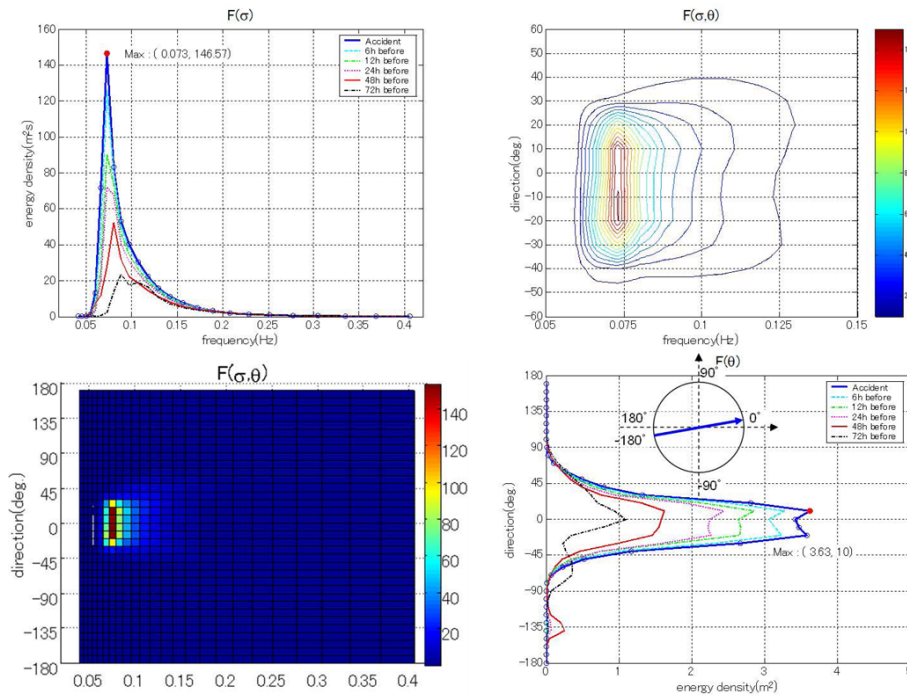 F(σ)
160
140
120
100
80
60
40
20
0
energy density(m²s)
Max : ( 0.073, 146.57)
Accident
6h before
12h before
24h before
48h before
72h before
0.05 0.1 0.15 0.2 0.25 0.3 0.35 0.4
frequency(Hz)
F(σ,θ)
60
50
40
30
20
10
0
-10
-20
-30
-40
-50
-60
direction(deg.)
0.05 0.075 0.1 0.125 0.15
frequency(Hz)
F(σ,θ)
180
135
90
45
0
-45
-90
-135
-180
direction(deg.)
0.05 0.1 0.15 0.2 0.25 0.3 0.35 0.4
140
120
100
80
60
40
20
F(θ)
180
135
90
45
0
-45
-90
-135
-180
direction(deg.)
90°
180°
-180°
0°
-90°
Accident
6h before
12h before
24h before
48h before
72h before
Max : ( 3.63, 10)
0 1 2 3 4 5
energy density(m²)